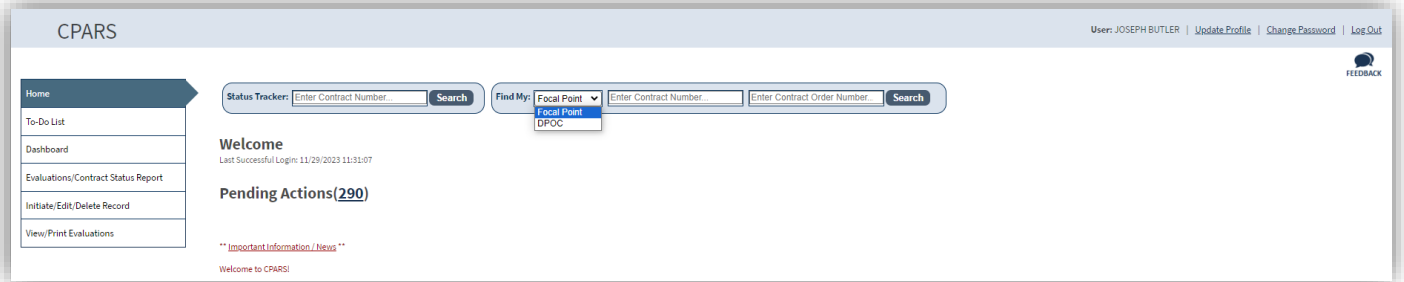 CPARS
User: JOSEPH BUTLER | Update Profile | Change Password | Log Out
FEEDBACK
Home
To-Do List
Dashboard
Evaluations/Contract Status Report
Initiate/Edit/Delete Record
View/Print Evaluations
Status Tracker: Enter Contract Number... Search Find My: Focal Point Enter Contract Number... Enter Contract Order Number... Search
Focal Point
DPOC
Welcome
Last Successful Login: 11/29/2023 11:31:07
Pending Actions(290)
** Important Information / News **
Welcome to CPARS!